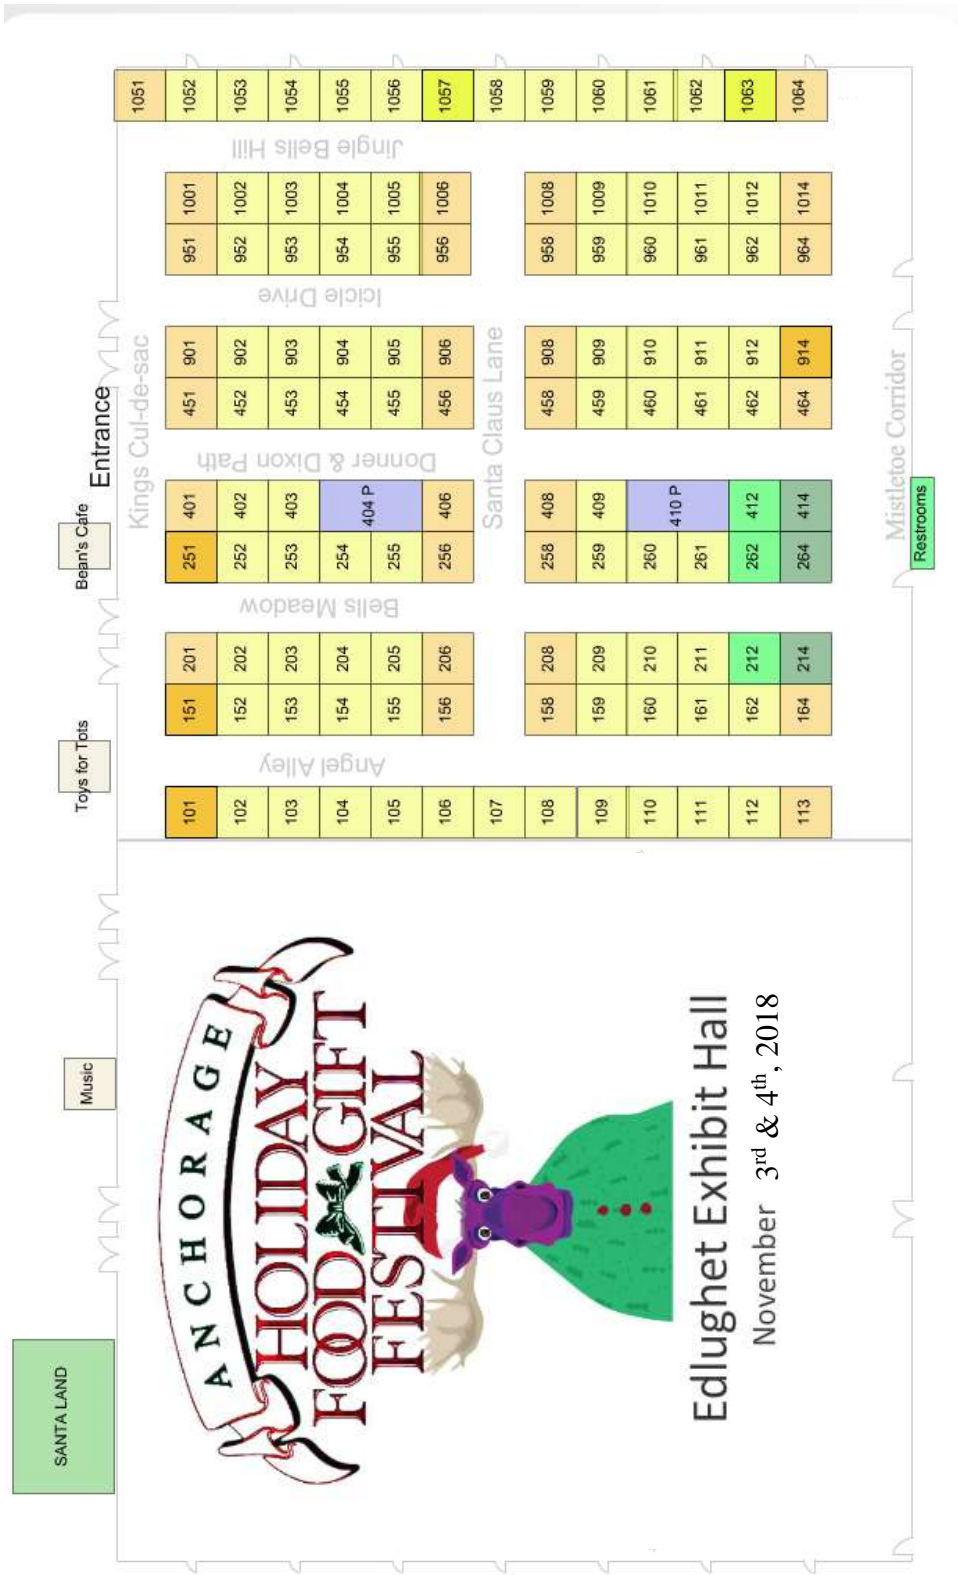 1051 1052 1053 1054 1055 1056 1057 1058 1059 1060 1061 1062 1063 1064
Jingle Bells Hill
1001 1002 1003 1004 1005 1006 1008 1009 1010 1011 1012 1014
951 952 953 954 955 956 958 959 960 961 962 964
Icicle Drive
901 902 903 904 905 906 908 909 910 911 912 914
451 452 453 454 455 456 458 459 460 461 462 464
Entrance
Kings Cul-de-sac
Santa Claus Lane
Mistletoe Corridor
Donner & Dixon Path
401 402 403 404 P 406 408 409 410 P 412 414
251 252 253 254 255 256 258 259 260 261 262 264
Bean's Cafe
Restrooms
Bells Meadow
201 202 203 204 205 206 208 209 210 211 212 214
151 152 153 154 155 156 158 159 160 161 162 164
Toys for Tots
Angel Alley
101 102 103 104 105 106 107 108 109 110 111 112 113
Music
SANTA LAND
ANCHORAGE
HOLIDAY
FOOD GIFT
FESTIVAL
Edlughet Exhibit Hall
November 3rd & 4th, 2018